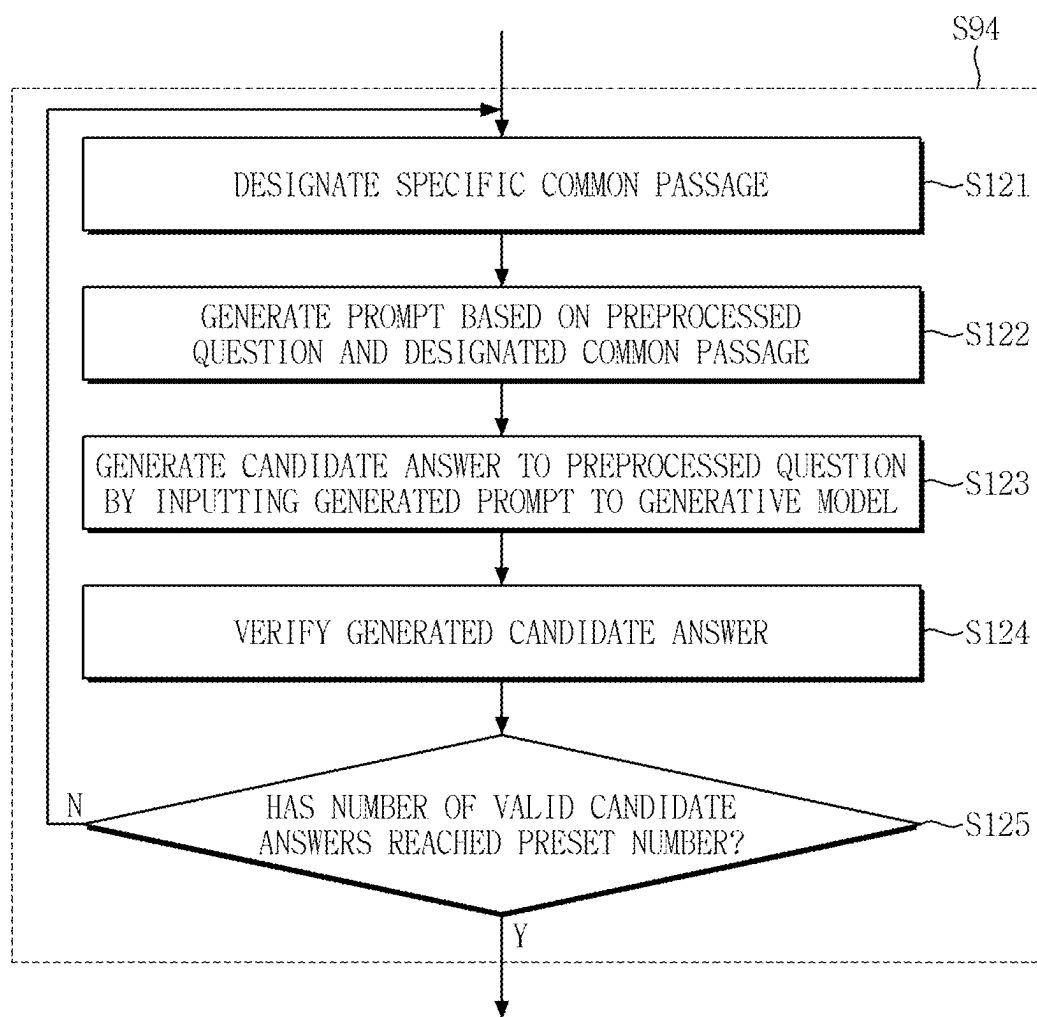 S94
DESIGNATE SPECIFIC COMMON PASSAGE
S121
GENERATE PROMPT BASED ON PREPROCESSED
QUESTION AND DESIGNATED COMMON PASSAGE
S122
GENERATE CANDIDATE ANSWER TO PREPROCESSED QUESTION
BY INPUTTING GENERATED PROMPT TO GENERATIVE MODEL
S123
VERIFY GENERATED CANDIDATE ANSWER
S124
N
HAS NUMBER OF VALID CANDIDATE
ANSWERS REACHED PRESET NUMBER?
S125
Y